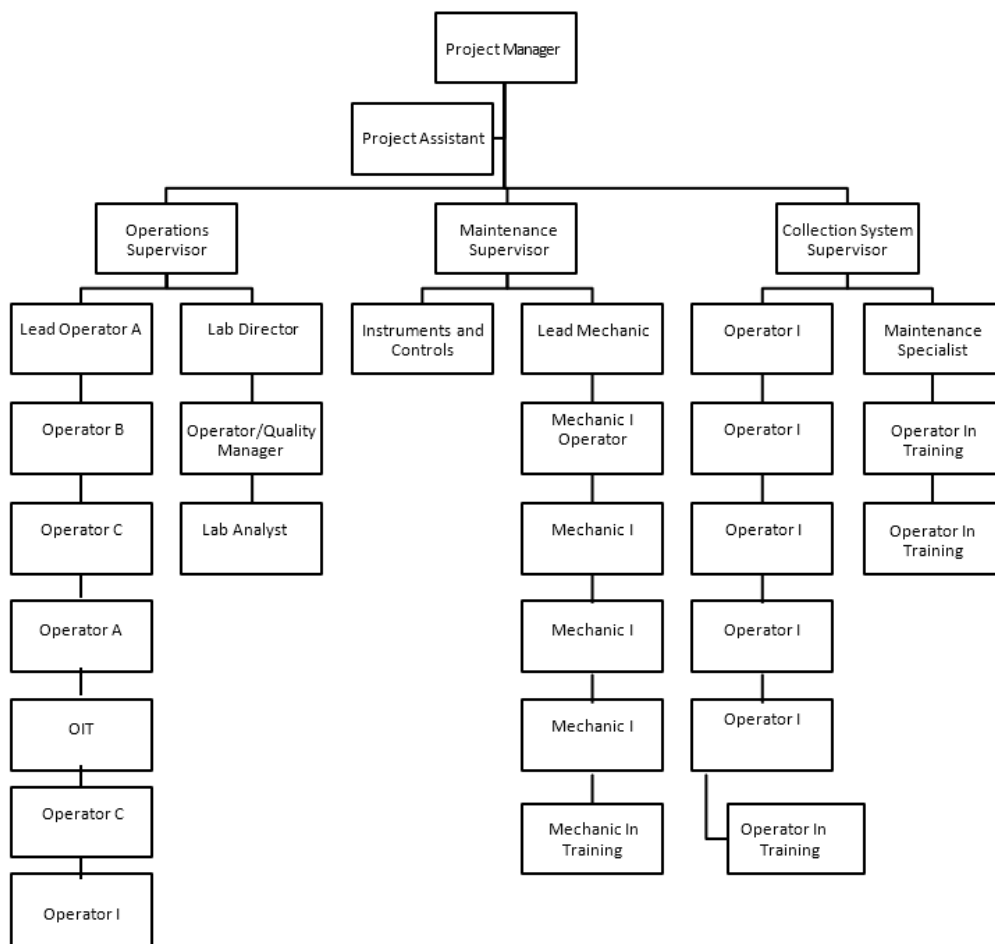 Project Manager
Project Assistant
Operations
Supervisor
Maintenance
Supervisor
Collection System
Supervisor
Lead Operator A
Lab Director
Instruments and
Controls
Lead Mechanic
Operator I
Maintenance
Specialist
Operator B
Operator/Quality
Manager
Mechanic I
Operator
Operator I
Operator In
Training
Operator C
Lab Analyst
Mechanic I
Operator I
Operator In
Training
Operator A
Mechanic I
Operator I
OIT
Mechanic I
Operator I
Operator C
Mechanic In
Training
Operator In
Training
Operator I